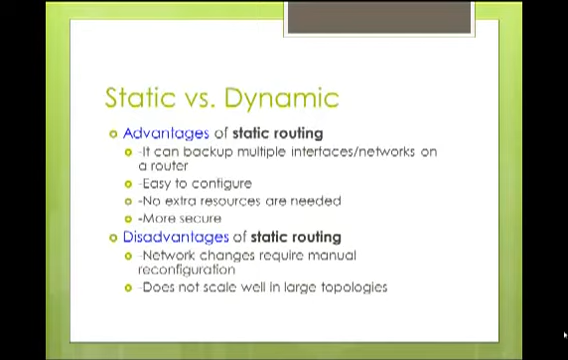 Static vs. Dynamic
Advantages of static routing
-It can backup multiple interfaces/networks on
a router
-Easy to configure
-No extra resources are needed
-More secure
Disadvantages of static routing
-Network changes require manual
reconfiguration
-Does not scale well in large topologies